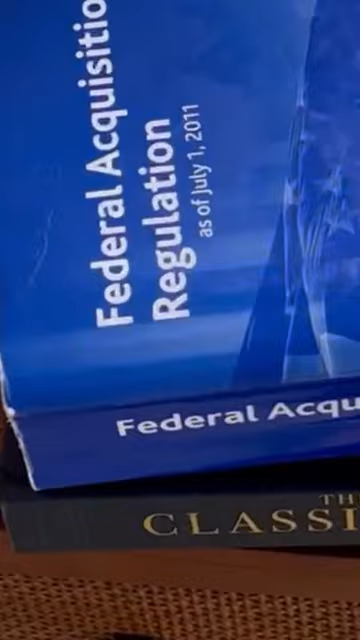 Federal Acquisitio
Regulation
as of July 1, 2011
Federal Acqu
TH
CLASSI